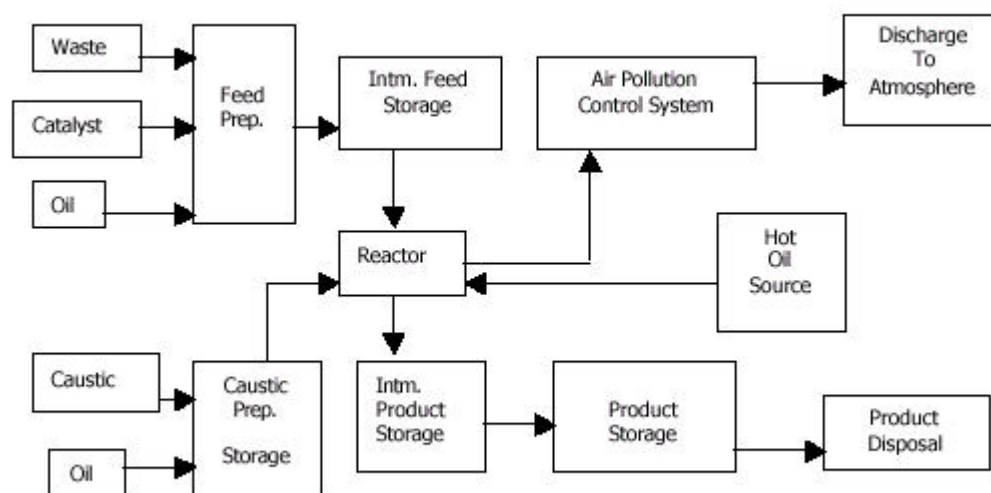 Waste
Catalyst
Oil
Feed
Prep.
Intm. Feed
Storage
Air Pollution
Control System
Discharge
To
Atmosphere
Reactor
Hot
Oil
Source
Caustic
Oil
Caustic
Prep.
Storage
Intm.
Product
Storage
Product
Storage
Product
Disposal